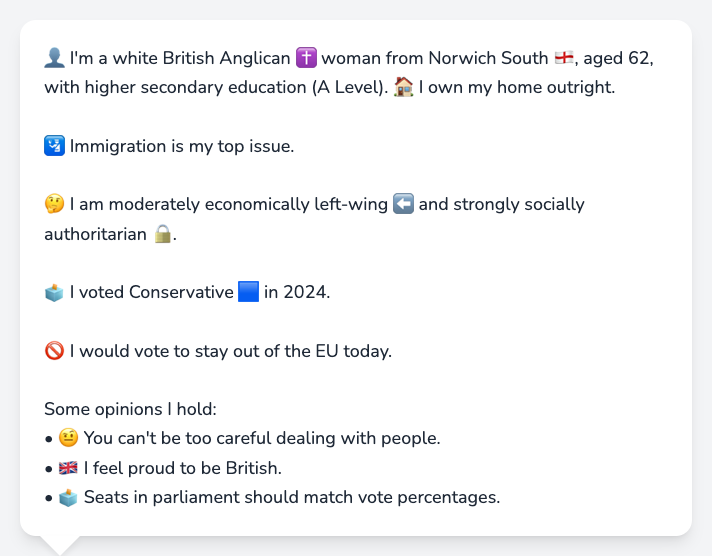 👤 I'm a white British Anglican ✝️ woman from Norwich South 🏴󠁧󠁢󠁥󠁮󠁧󠁿, aged 62,
with higher secondary education (A Level). 🏠 I own my home outright.
🛂 Immigration is my top issue.
🤔 I am moderately economically left-wing ⬅️ and strongly socially
authoritarian 🔒.
🗳️ I voted Conservative 🟦 in 2024.
🚫 I would vote to stay out of the EU today.
Some opinions I hold:
• 🤨 You can't be too careful dealing with people.
• 🇬🇧 I feel proud to be British.
• 🗳️ Seats in parliament should match vote percentages.